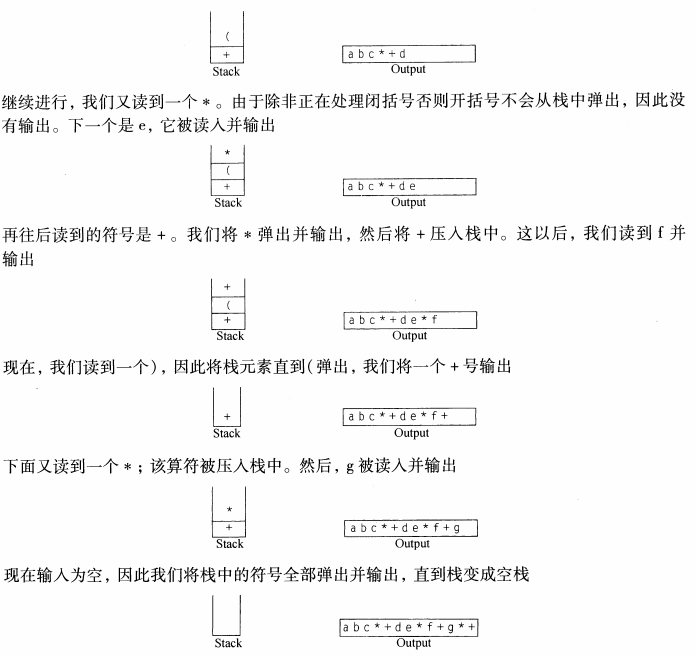 (
+
a b c * + d
Stack
Output
继续进行，我们又读到一个 * 。由于除非正在处理闭括号否则开括号不会从栈中弹出，因此没
有输出。下一个是 e，它被读入并输出
*
(
+
a b c * + d e
Stack
Output
再往后读到的符号是 + 。我们将 * 弹出并输出，然后将 + 压入栈中。这以后，我们读到 f 并
输出
+
(
+
a b c * + d e * f
Stack
Output
现在，我们读到一个)，因此将栈元素直到(弹出，我们将一个 + 号输出
+
a b c * + d e * f +
Stack
Output
下面又读到一个 * ；该算符被压入栈中。然后，g 被读入并输出
*
+
a b c * + d e * f + g
Stack
Output
现在输入为空，因此我们将栈中的符号全部弹出并输出，直到栈变成空栈
a b c * + d e * f + g * +
Stack
Output